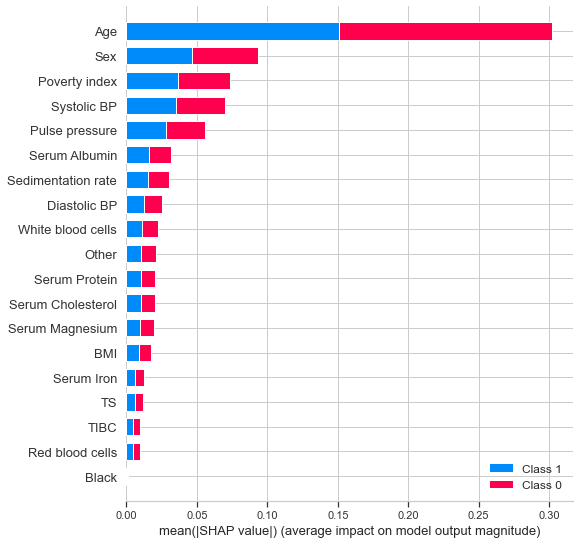 Age
Sex
Poverty index
Systolic BP
Pulse pressure
Serum Albumin
Sedimentation rate
Diastolic BP
White blood cells
Other
Serum Protein
Serum Cholesterol
Serum Magnesium
BMI
Serum Iron
TS
TIBC
Red blood cells
Black
Class 1
Class 0
0.00 0.05 0.10 0.15 0.20 0.25 0.30
mean(|SHAP value|) (average impact on model output magnitude)